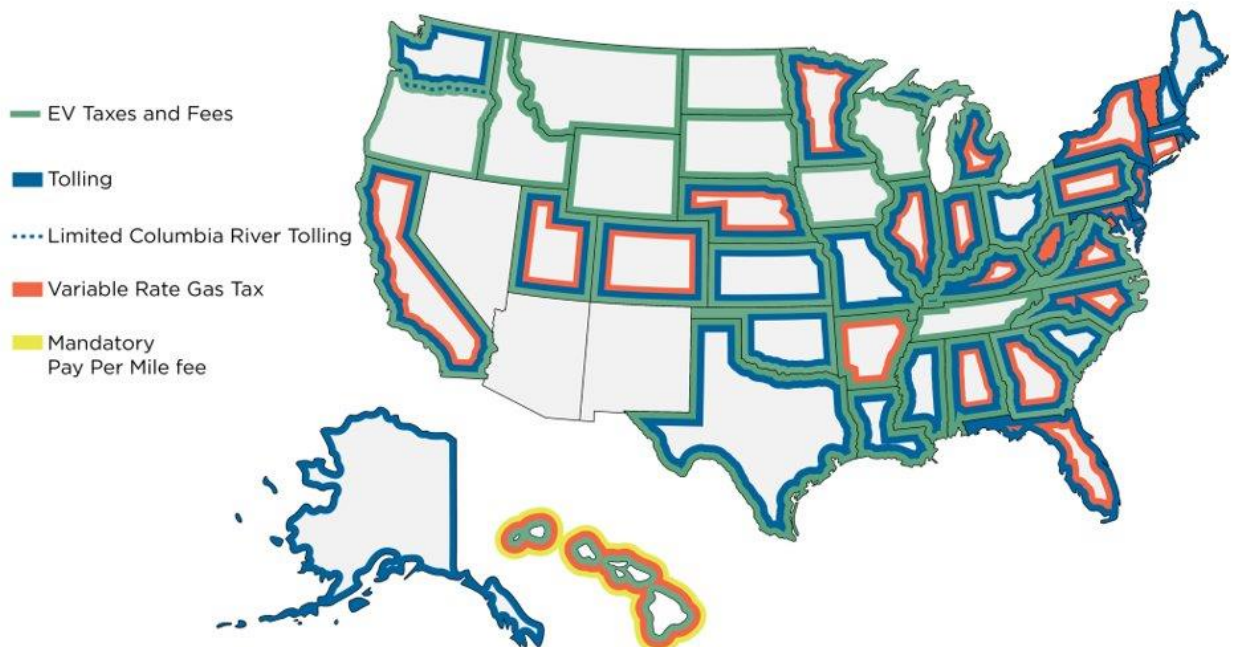 EV Taxes and Fees
Tolling
Limited Columbia River Tolling
Variable Rate Gas Tax
Mandatory
Pay Per Mile fee